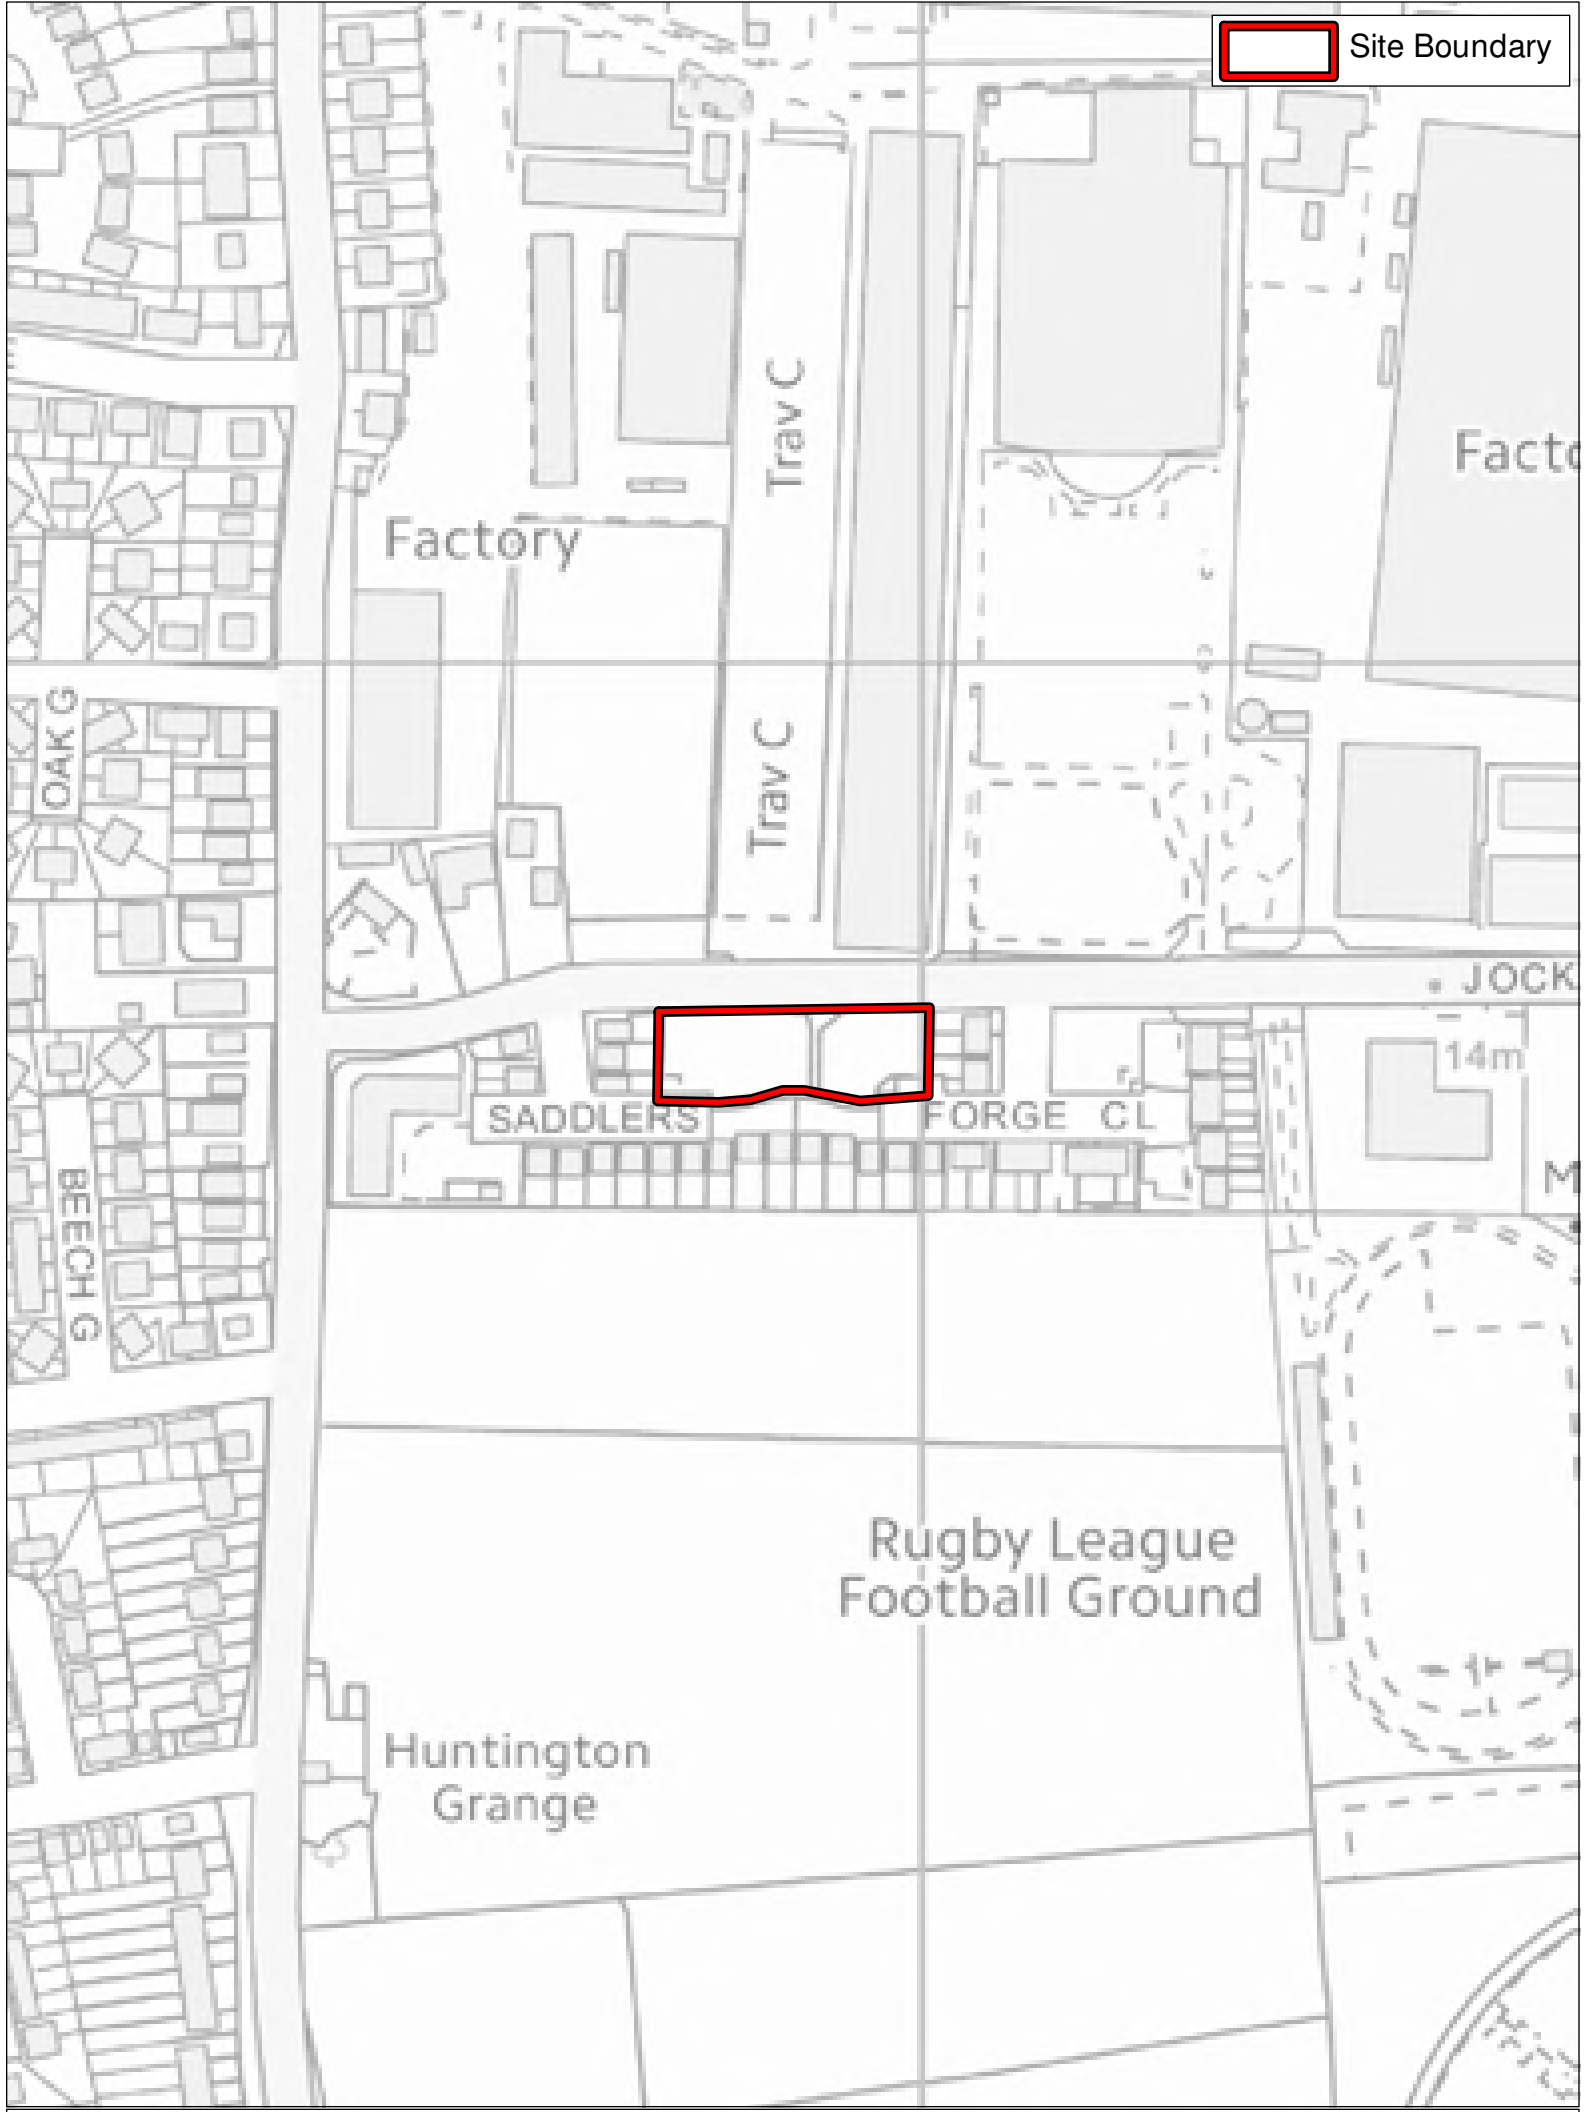 Site Boundary
Trav C
Facto
Factory
OAK G
Trav C
JOCK
14m
SADDLERS
FORGE CL
BEECH G
M
Rugby League
Football Ground
Huntington
Grange